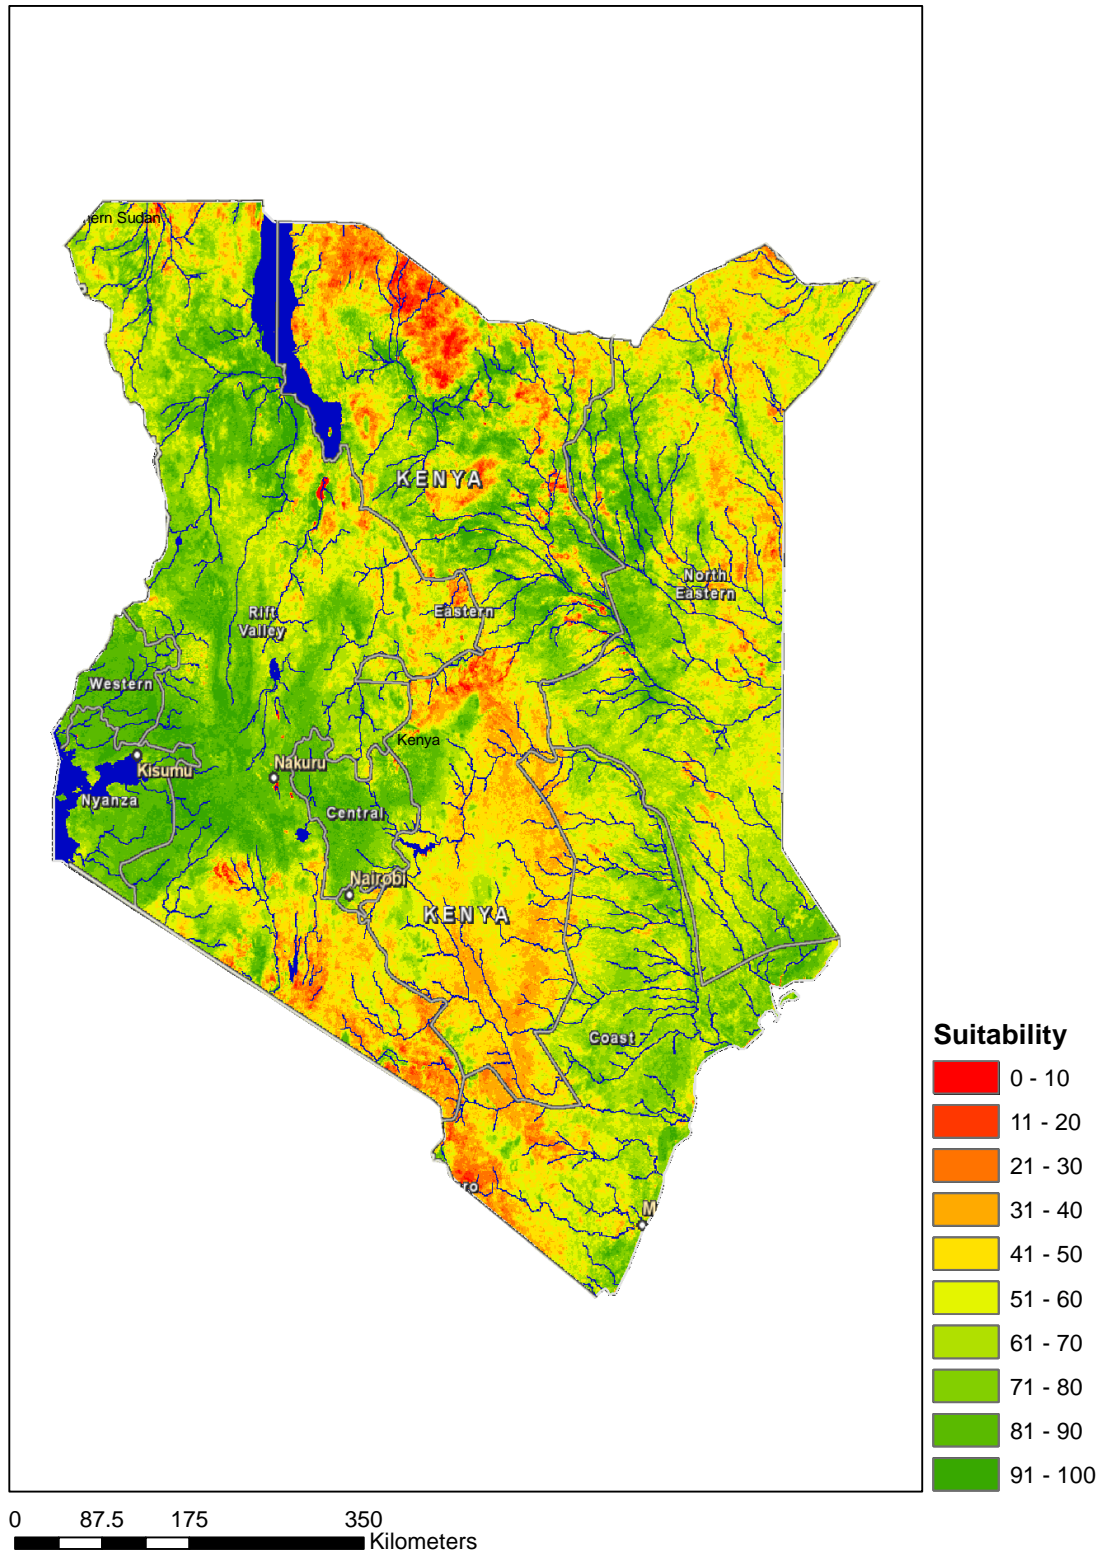 ern Sudan
KENYA
North
Eastern
Eastern
Rift
Valley
Western
Kenya
Kisumu
Nakuru
Nyanza
Central
Nairobi
KENYA
Coast
ro
M
Suitability
0 - 10
11 - 20
21 - 30
31 - 40
41 - 50
51 - 60
61 - 70
71 - 80
81 - 90
91 - 100
0 87.5 175 350
Kilometers